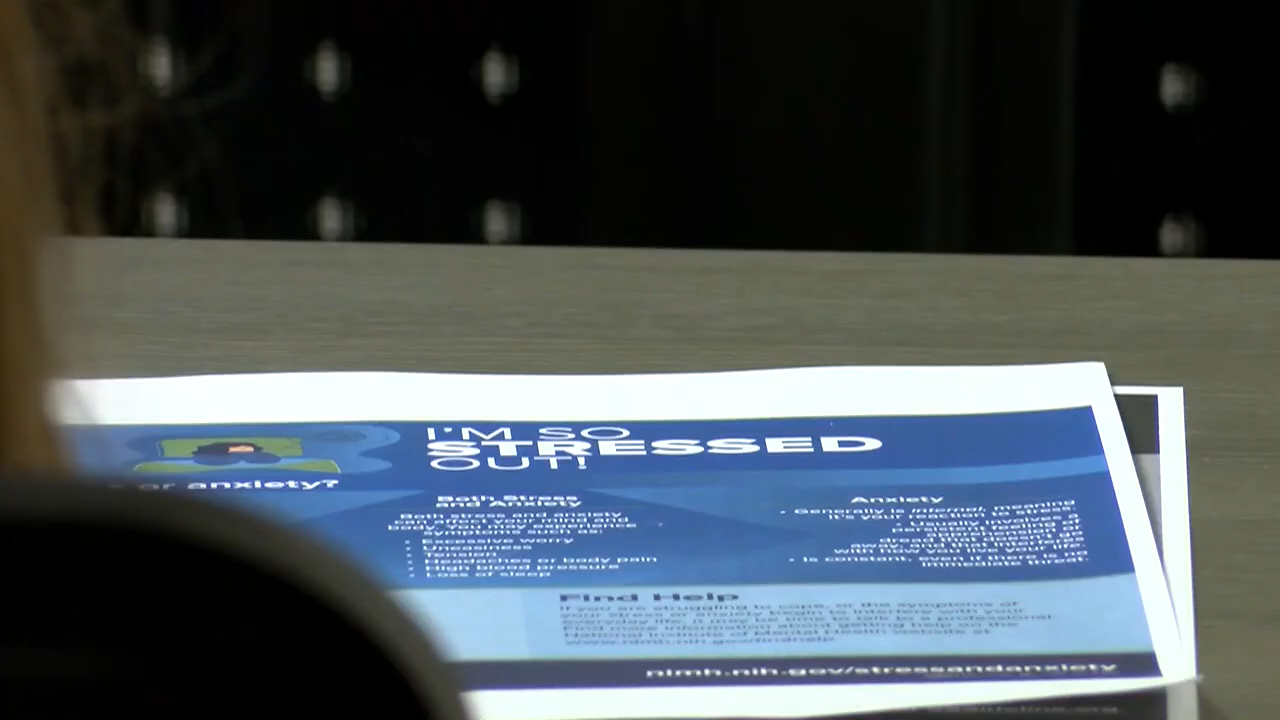 I'M SO
STRESSED
OUT!
or anxiety?
Both Stress
and Anxiety
Both stress and anxiety
can affect your mind and
body. You may experience
symptoms such as:
• Excessive worry
• Uneasiness
• Tension
• Headaches or body pain
• High blood pressure
• Loss of sleep
Anxiety
• Generally is internal, meaning
it's your reaction to stress.
• Usually involves a
persistent feeling of
with how you live your life.
• Is constant, even if there is no
immediate threat.
Find Help
If you are struggling to cope, or the symptoms of
your stress or anxiety begin to interfere with your
everyday life, it may be time to talk to a professional.
Find more information about getting help on the
National Institute of Mental Health website at
www.nimh.nih.gov/findhelp
nimh.nih.gov/stressandanxiety